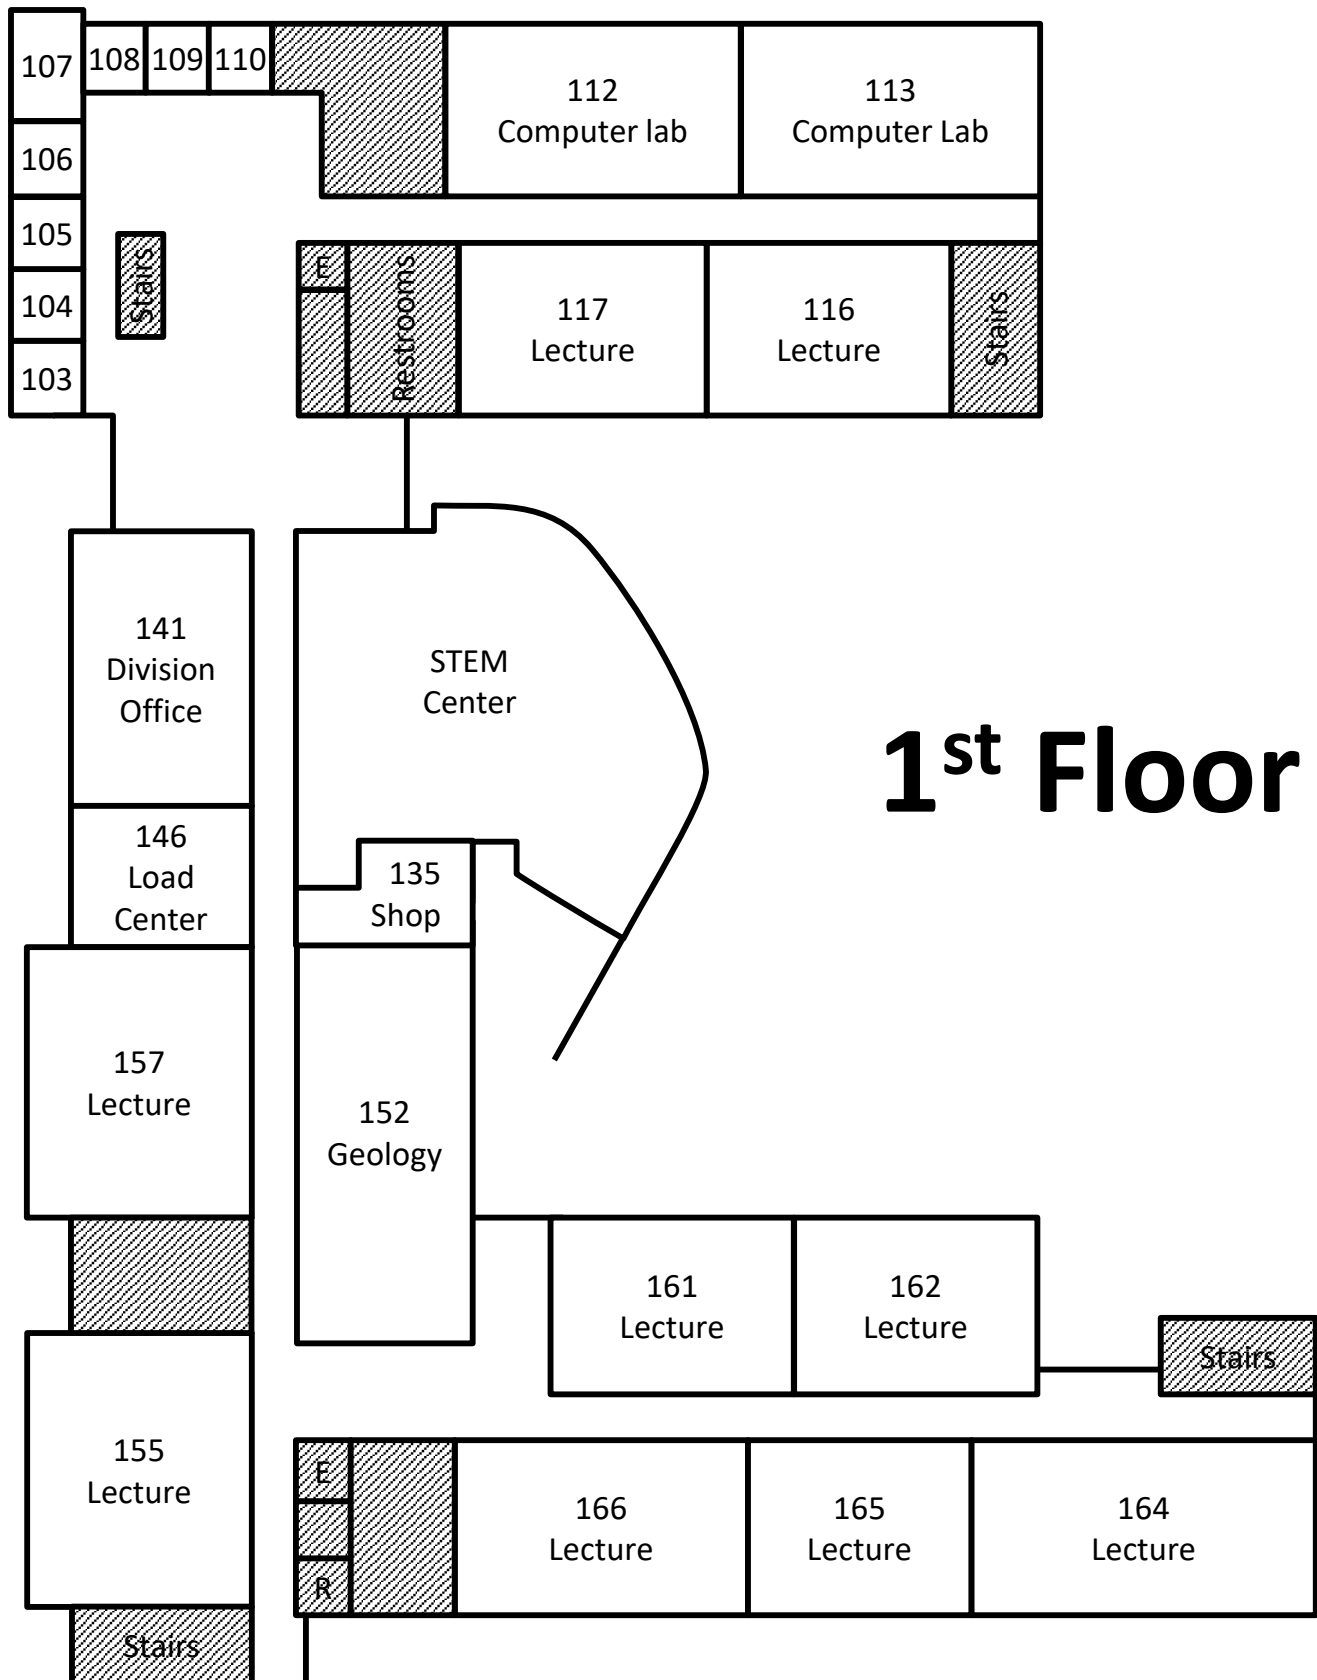 107
108
109
110
112
Computer lab
113
Computer Lab
106
105
104
103
Stairs
E
Restrooms
117
Lecture
116
Lecture
Stairs
141
Division
Office
STEM
Center
1st Floor
146
Load
Center
135
Shop
157
Lecture
152
Geology
161
Lecture
162
Lecture
Stairs
155
Lecture
E
R
166
Lecture
165
Lecture
164
Lecture
Stairs